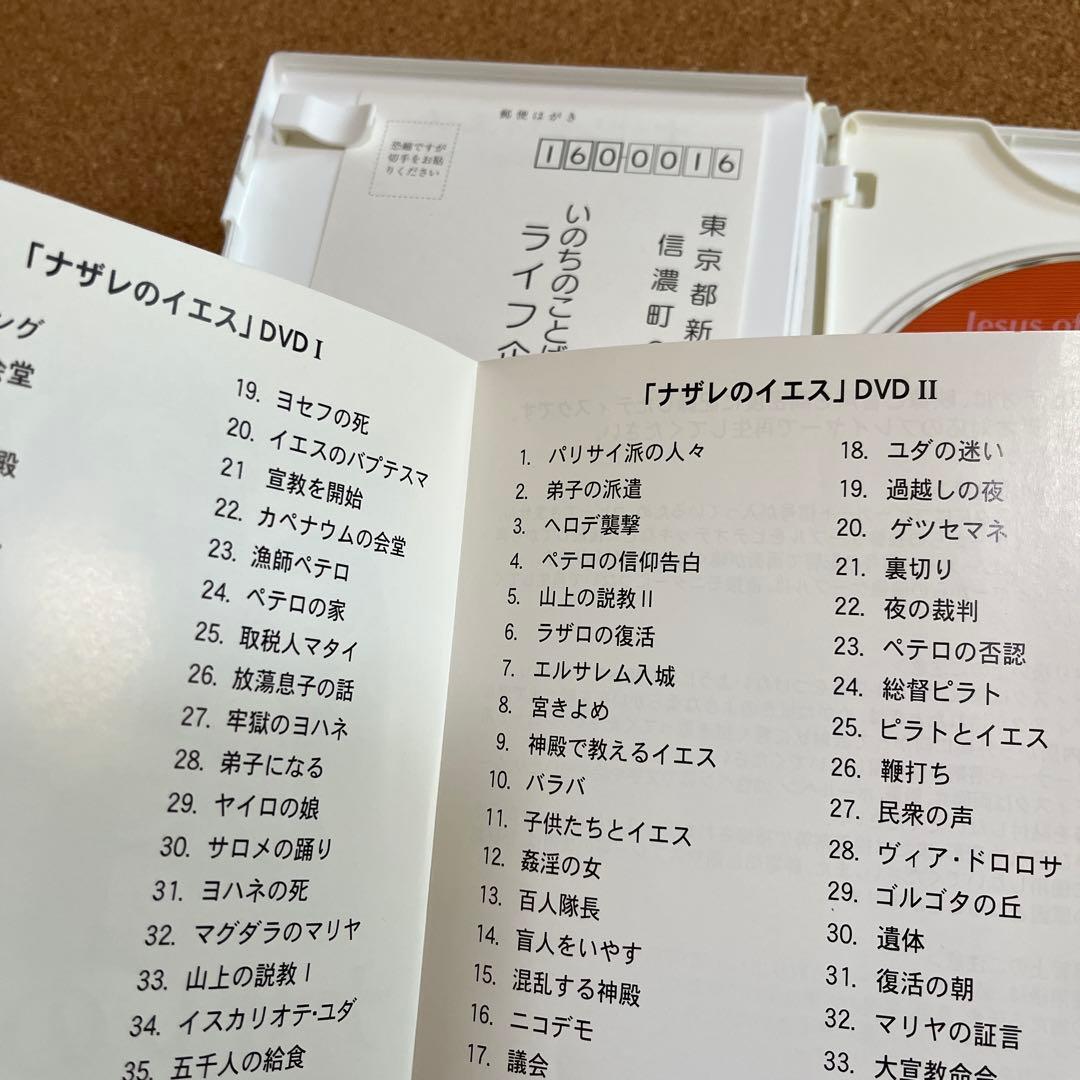 郵便はがき
恐縮ですが
切手をお貼
りください
1600016
東京都新
信濃町
いのちのことば
ライフ企
Jesus of
「ナザレのイエス」DVD I
ング
会堂
殿
19. ヨセフの死
20. イエスのバプテスマ
21 宣教を開始
22. カペナウムの会堂
23. 漁師ペテロ
24. ペテロの家
25. 取税人マタイ
26. 放蕩息子の話
27. 牢獄のヨハネ
28. 弟子になる
29. ヤイロの娘
30. サロメの踊り
31. ヨハネの死
32. マグダラのマリヤ
33. 山上の説教 I
34. イスカリオテ・ユダ
35. 五千人の給食
「ナザレのイエス」DVD II
1. パリサイ派の人々
2. 弟子の派遣
3. ヘロデ襲撃
4. ペテロの信仰告白
5. 山上の説教 II
6. ラザロの復活
7. エルサレム入城
8. 宮きよめ
9. 神殿で教えるイエス
10. バラバ
11. 子供たちとイエス
12. 姦淫の女
13. 百人隊長
14. 盲人をいやす
15. 混乱する神殿
16. ニコデモ
17. 議会
18. ユダの迷い
19. 過越しの夜
20. ゲツセマネ
21. 裏切り
22. 夜の裁判
23. ペテロの否認
24. 総督ピラト
25. ピラトとイエス
26. 鞭打ち
27. 民衆の声
28. ヴィア・ドロロサ
29. ゴルゴタの丘
30. 遺体
31. 復活の朝
32. マリヤの証言
33. 大宣教命令